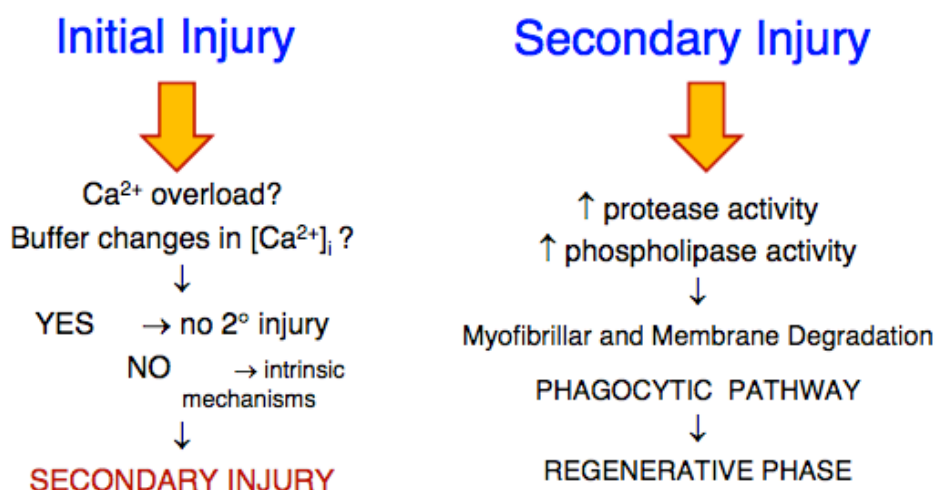 Initial Injury
Ca²⁺ overload?
Buffer changes in [Ca²⁺]ᵢ ?
↓
YES → no 2° injury
NO → intrinsic
mechanisms
↓
SECONDARY INJURY
Secondary Injury
↑ protease activity
↑ phospholipase activity
↓
Myofibrillar and Membrane Degradation
PHAGOCYTIC PATHWAY
↓
REGENERATIVE PHASE